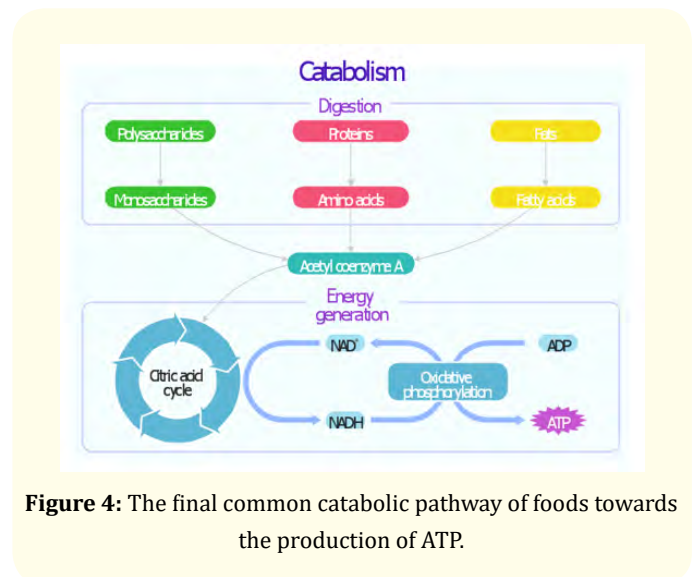 Catabolism
Digestion
Polysaccharides
Proteins
Fats
Monosaccharides
Amino acids
Fatty acids
Acetyl coenzyme A
Energy
generation
Citric acid
cycle
NAD+
ADP
Oxidative
phosphorylation
NADH
ATP
Figure 4: The final common catabolic pathway of foods towards
the production of ATP.